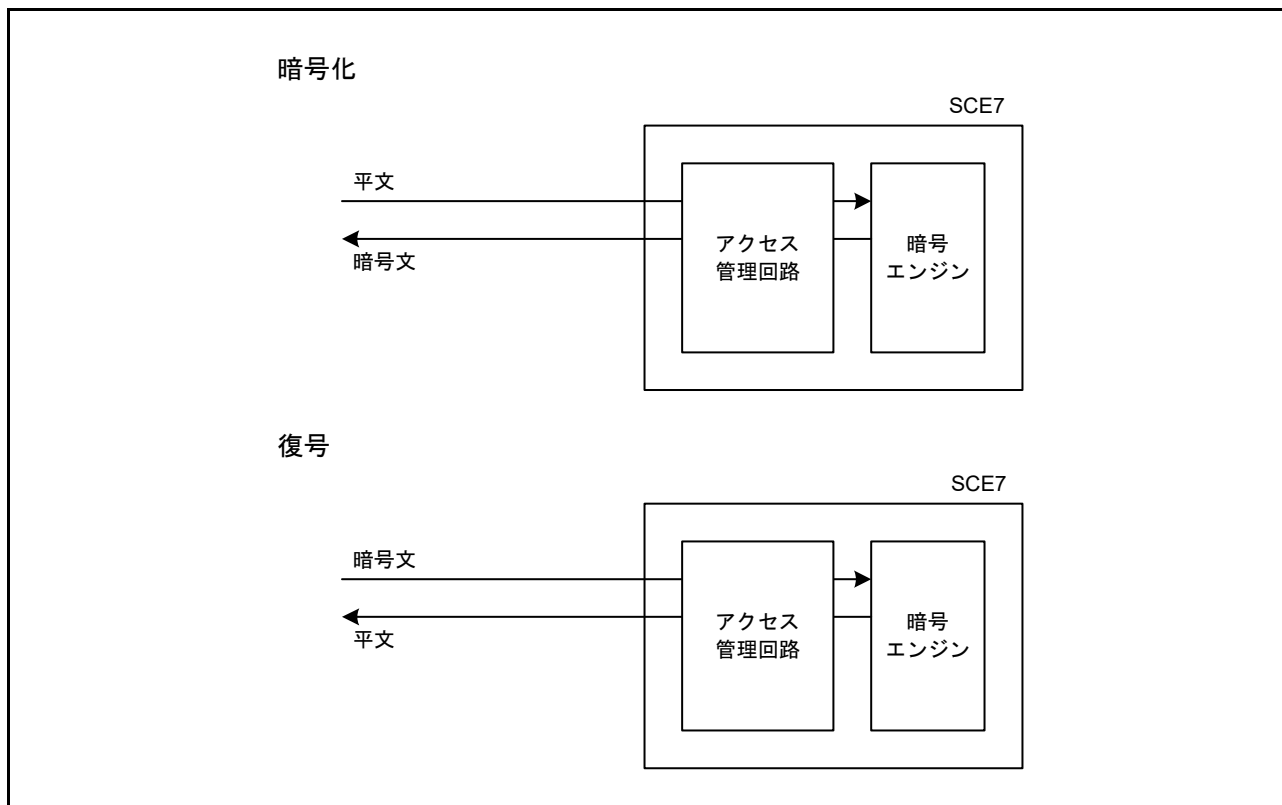 暗号化
SCE7
平文
暗号文
アクセス
管理回路
暗号
エンジン
復号
SCE7
暗号文
平文
アクセス
管理回路
暗号
エンジン